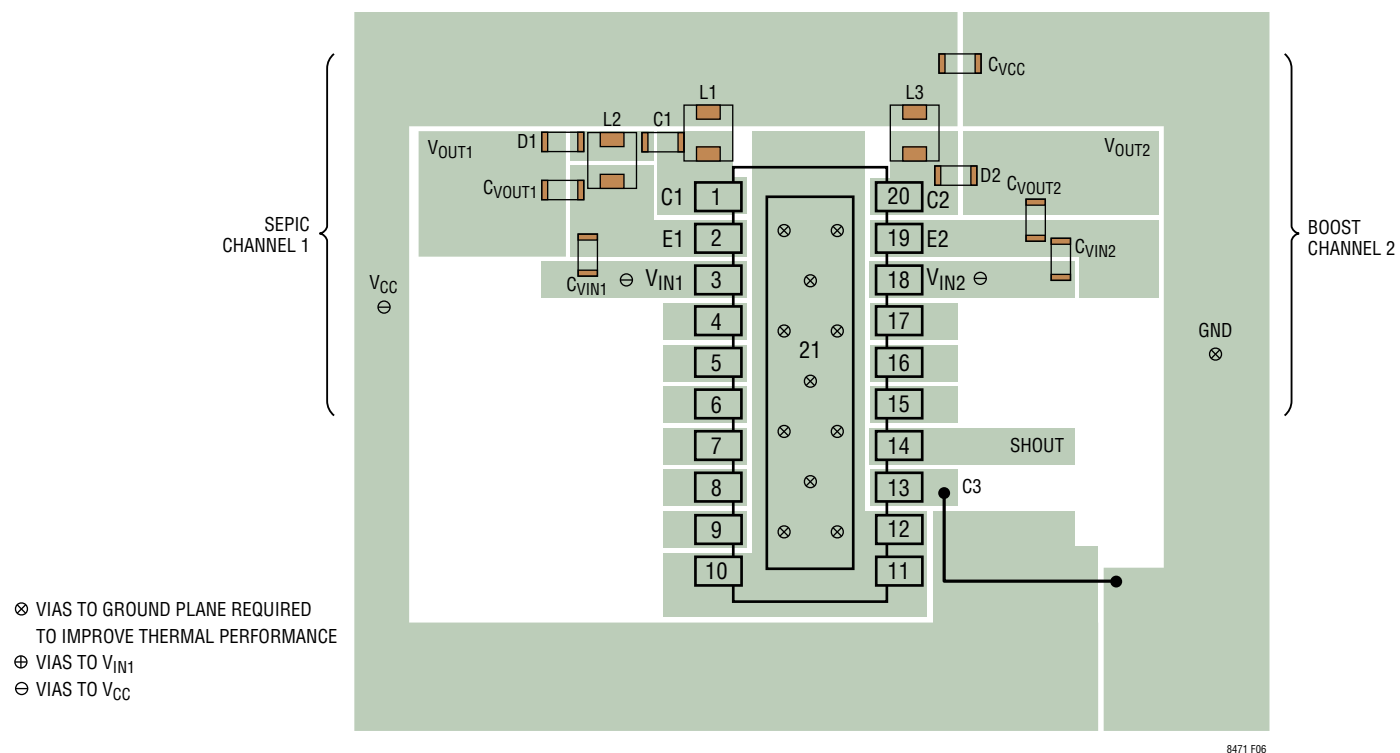 CVCC
L1
L3
L2
C1
D1
VOUT1
VOUT2
D2
CVOUT1
CVOUT2
C1
1
20
C2
SEPIC
CHANNEL 1
BOOST
CHANNEL 2
E1
2
19
E2
CVIN2
CVIN1
VIN1
3
18
VIN2
VCC
4
17
GND
21
5
16
6
15
7
14
SHOUT
8
13
C3
9
12
10
11
⊗ VIAS TO GROUND PLANE REQUIRED
TO IMPROVE THERMAL PERFORMANCE
⊕ VIAS TO VIN1
⊖ VIAS TO VCC
8471 F06